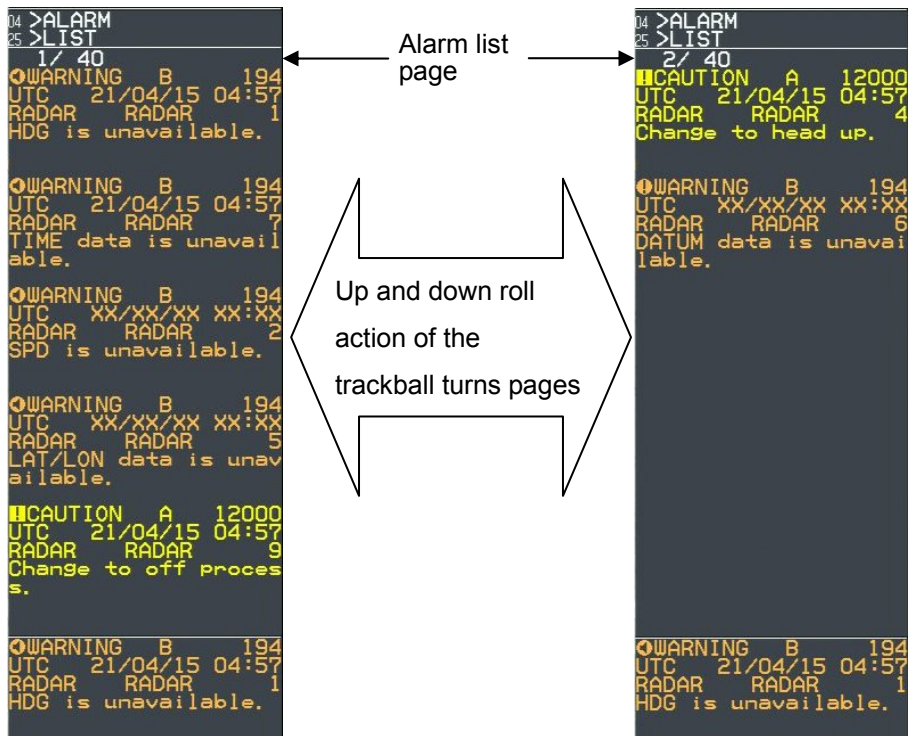 04 >ALARM
25 >LIST
1/ 40
WARNING B 194
UTC 21/04/15 04:57
RADAR RADAR 1
HDG is unavailable.
WARNING B 194
UTC 21/04/15 04:57
RADAR RADAR 7
TIME data is unavail
able.
WARNING B 194
UTC XX/XX/XX XX:XX
RADAR RADAR 2
SPD is unavailable.
WARNING B 194
UTC XX/XX/XX XX:XX
RADAR RADAR 5
LAT/LON data is unav
ailable.
!CAUTION A 12000
UTC 21/04/15 04:57
RADAR RADAR 9
Change to off proces
s.
WARNING B 194
UTC 21/04/15 04:57
RADAR RADAR 1
HDG is unavailable.
Alarm list
page
Up and down roll
action of the
trackball turns pages
04 >ALARM
25 >LIST
2/ 40
!CAUTION A 12000
UTC 21/04/15 04:57
RADAR RADAR 4
Change to head up.
!WARNING B 194
UTC XX/XX/XX XX:XX
RADAR RADAR 6
DATUM data is unavai
lable.
WARNING B 194
UTC 21/04/15 04:57
RADAR RADAR 1
HDG is unavailable.